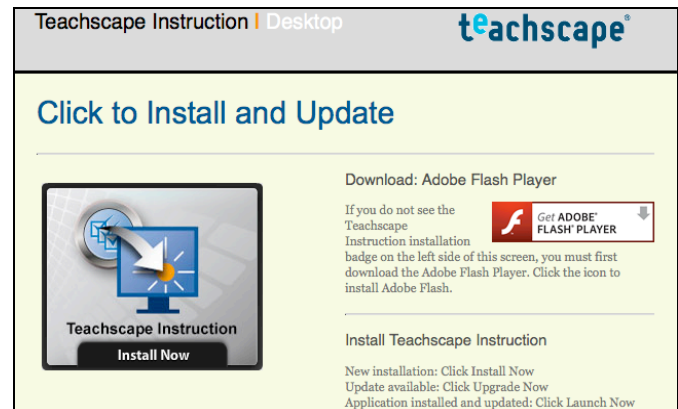 Teachscape Instruction | Desktop
teachscape®
Click to Install and Update
Teachscape Instruction
Install Now
Download: Adobe Flash Player
If you do not see the
Teachscape
Instruction installation
badge on the left side of this screen, you must first
download the Adobe Flash Player. Click the icon to
install Adobe Flash.
Get ADOBE®
FLASH® PLAYER
Install Teachscape Instruction
New installation: Click Install Now
Update available: Click Upgrade Now
Application installed and updated: Click Launch Now